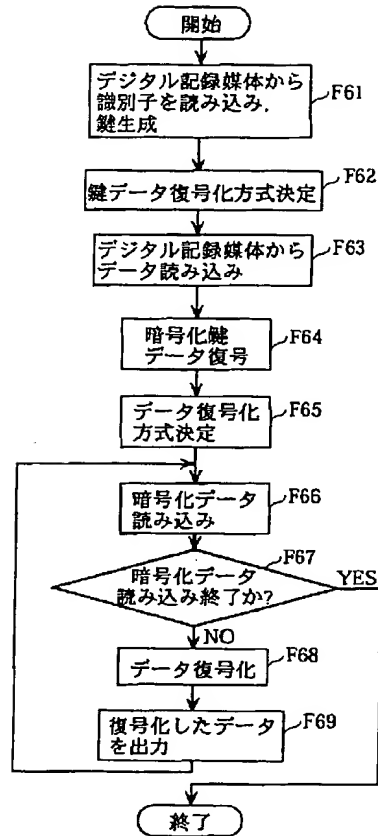 開始
デジタル記録媒体から
識別子を読み込み,
鍵生成
F61
鍵データ復号化方式決定
F62
デジタル記録媒体から
データ読み込み
F63
暗号化鍵
データ復号
F64
データ復号化
方式決定
F65
暗号化データ
読み込み
F66
暗号化データ
読み込み終了か?
F67
YES
NO
データ復号化
F68
復号化したデータ
を出力
F69
終了